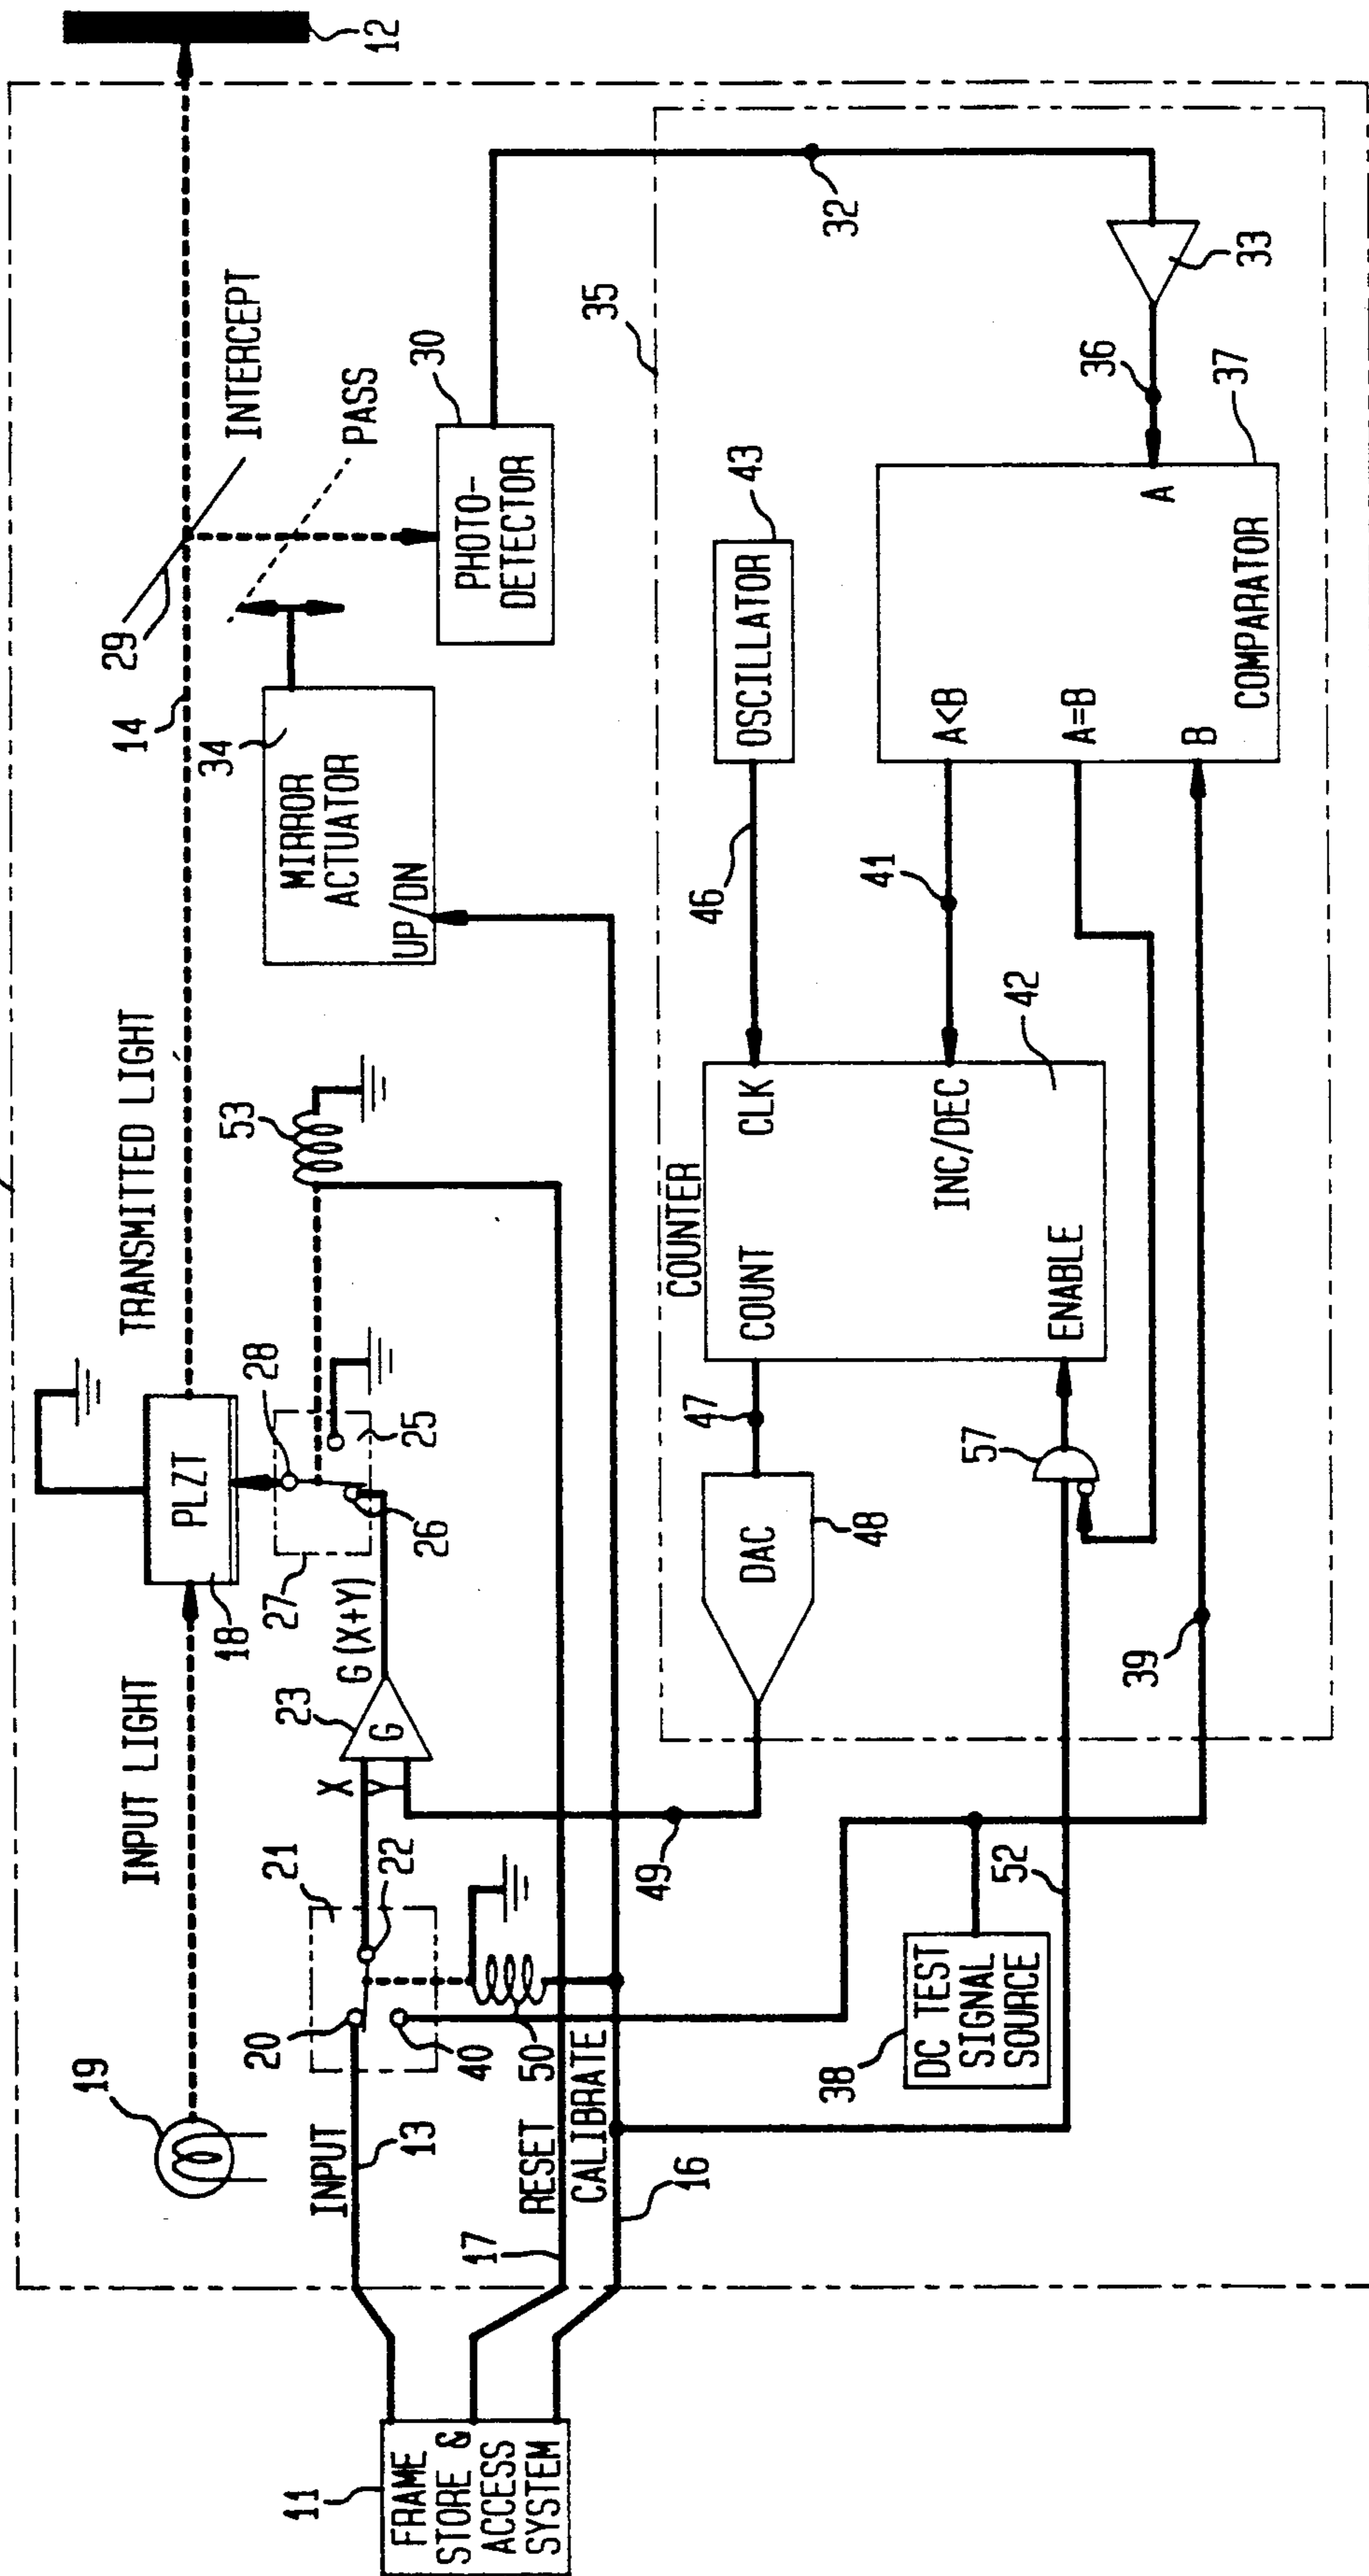 12
INPUT LIGHT
TRANSMITTED LIGHT
14
29
INTERCEPT
PASS
19
18
PLZT
28
25
26
27
53
34
MIRROR
ACTUATOR
UP/DN
30
PHOTO-
DETECTOR
INPUT
13
20
21
22
40
50
X
Y
23
G
G(X+Y)
11
FRAME
STORE &
ACCESS
SYSTEM
17
RESET
CALIBRATE
16
49
35
32
33
36
37
A
A<B
A=B
B
COMPARATOR
43
OSCILLATOR
46
41
COUNTER
COUNT
CLK
INC/DEC
ENABLE
42
47
DAC
48
57
38
DC TEST
SIGNAL
SOURCE
52
39